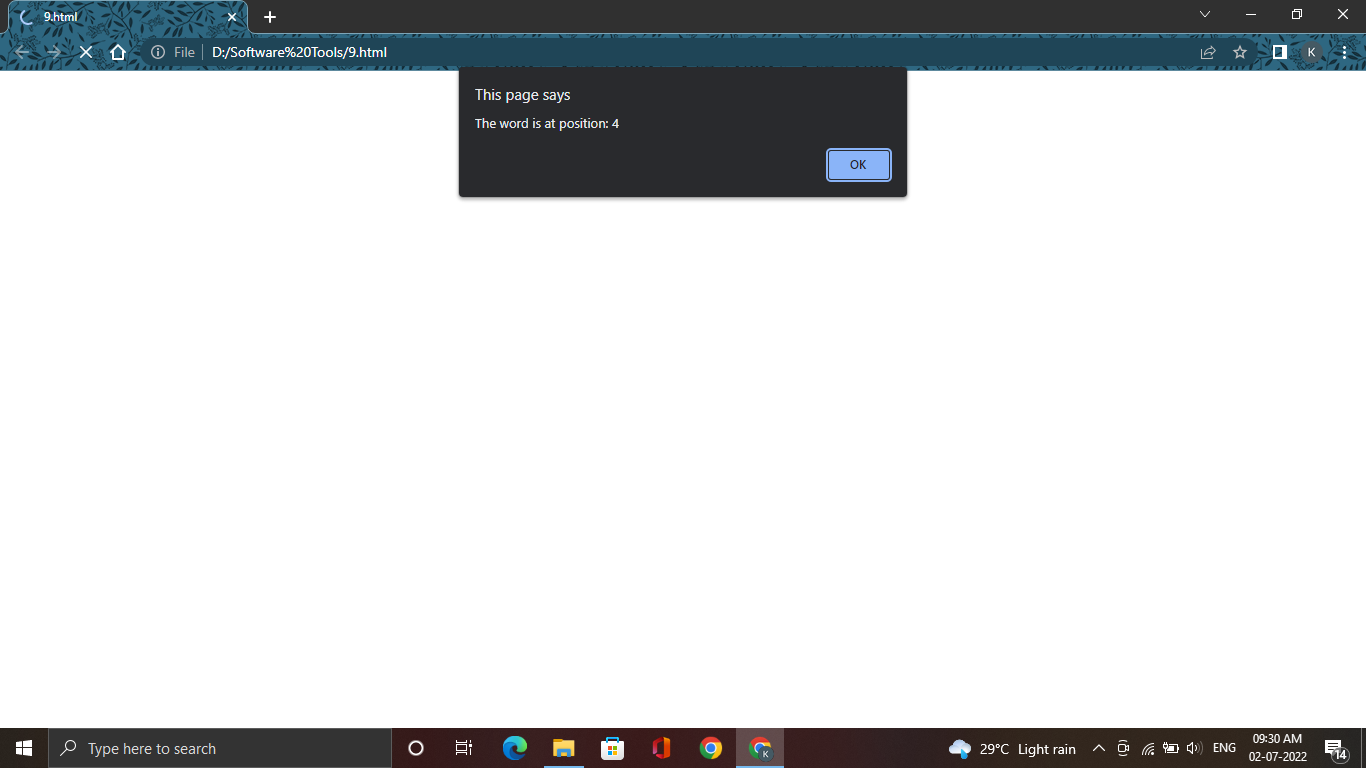 9.html
File
D:/Software%20Tools/9.html
K
This page says
The word is at position: 4
OK
Type here to search
K
29°C Light rain
ENG
09:30 AM
02-07-2022
14